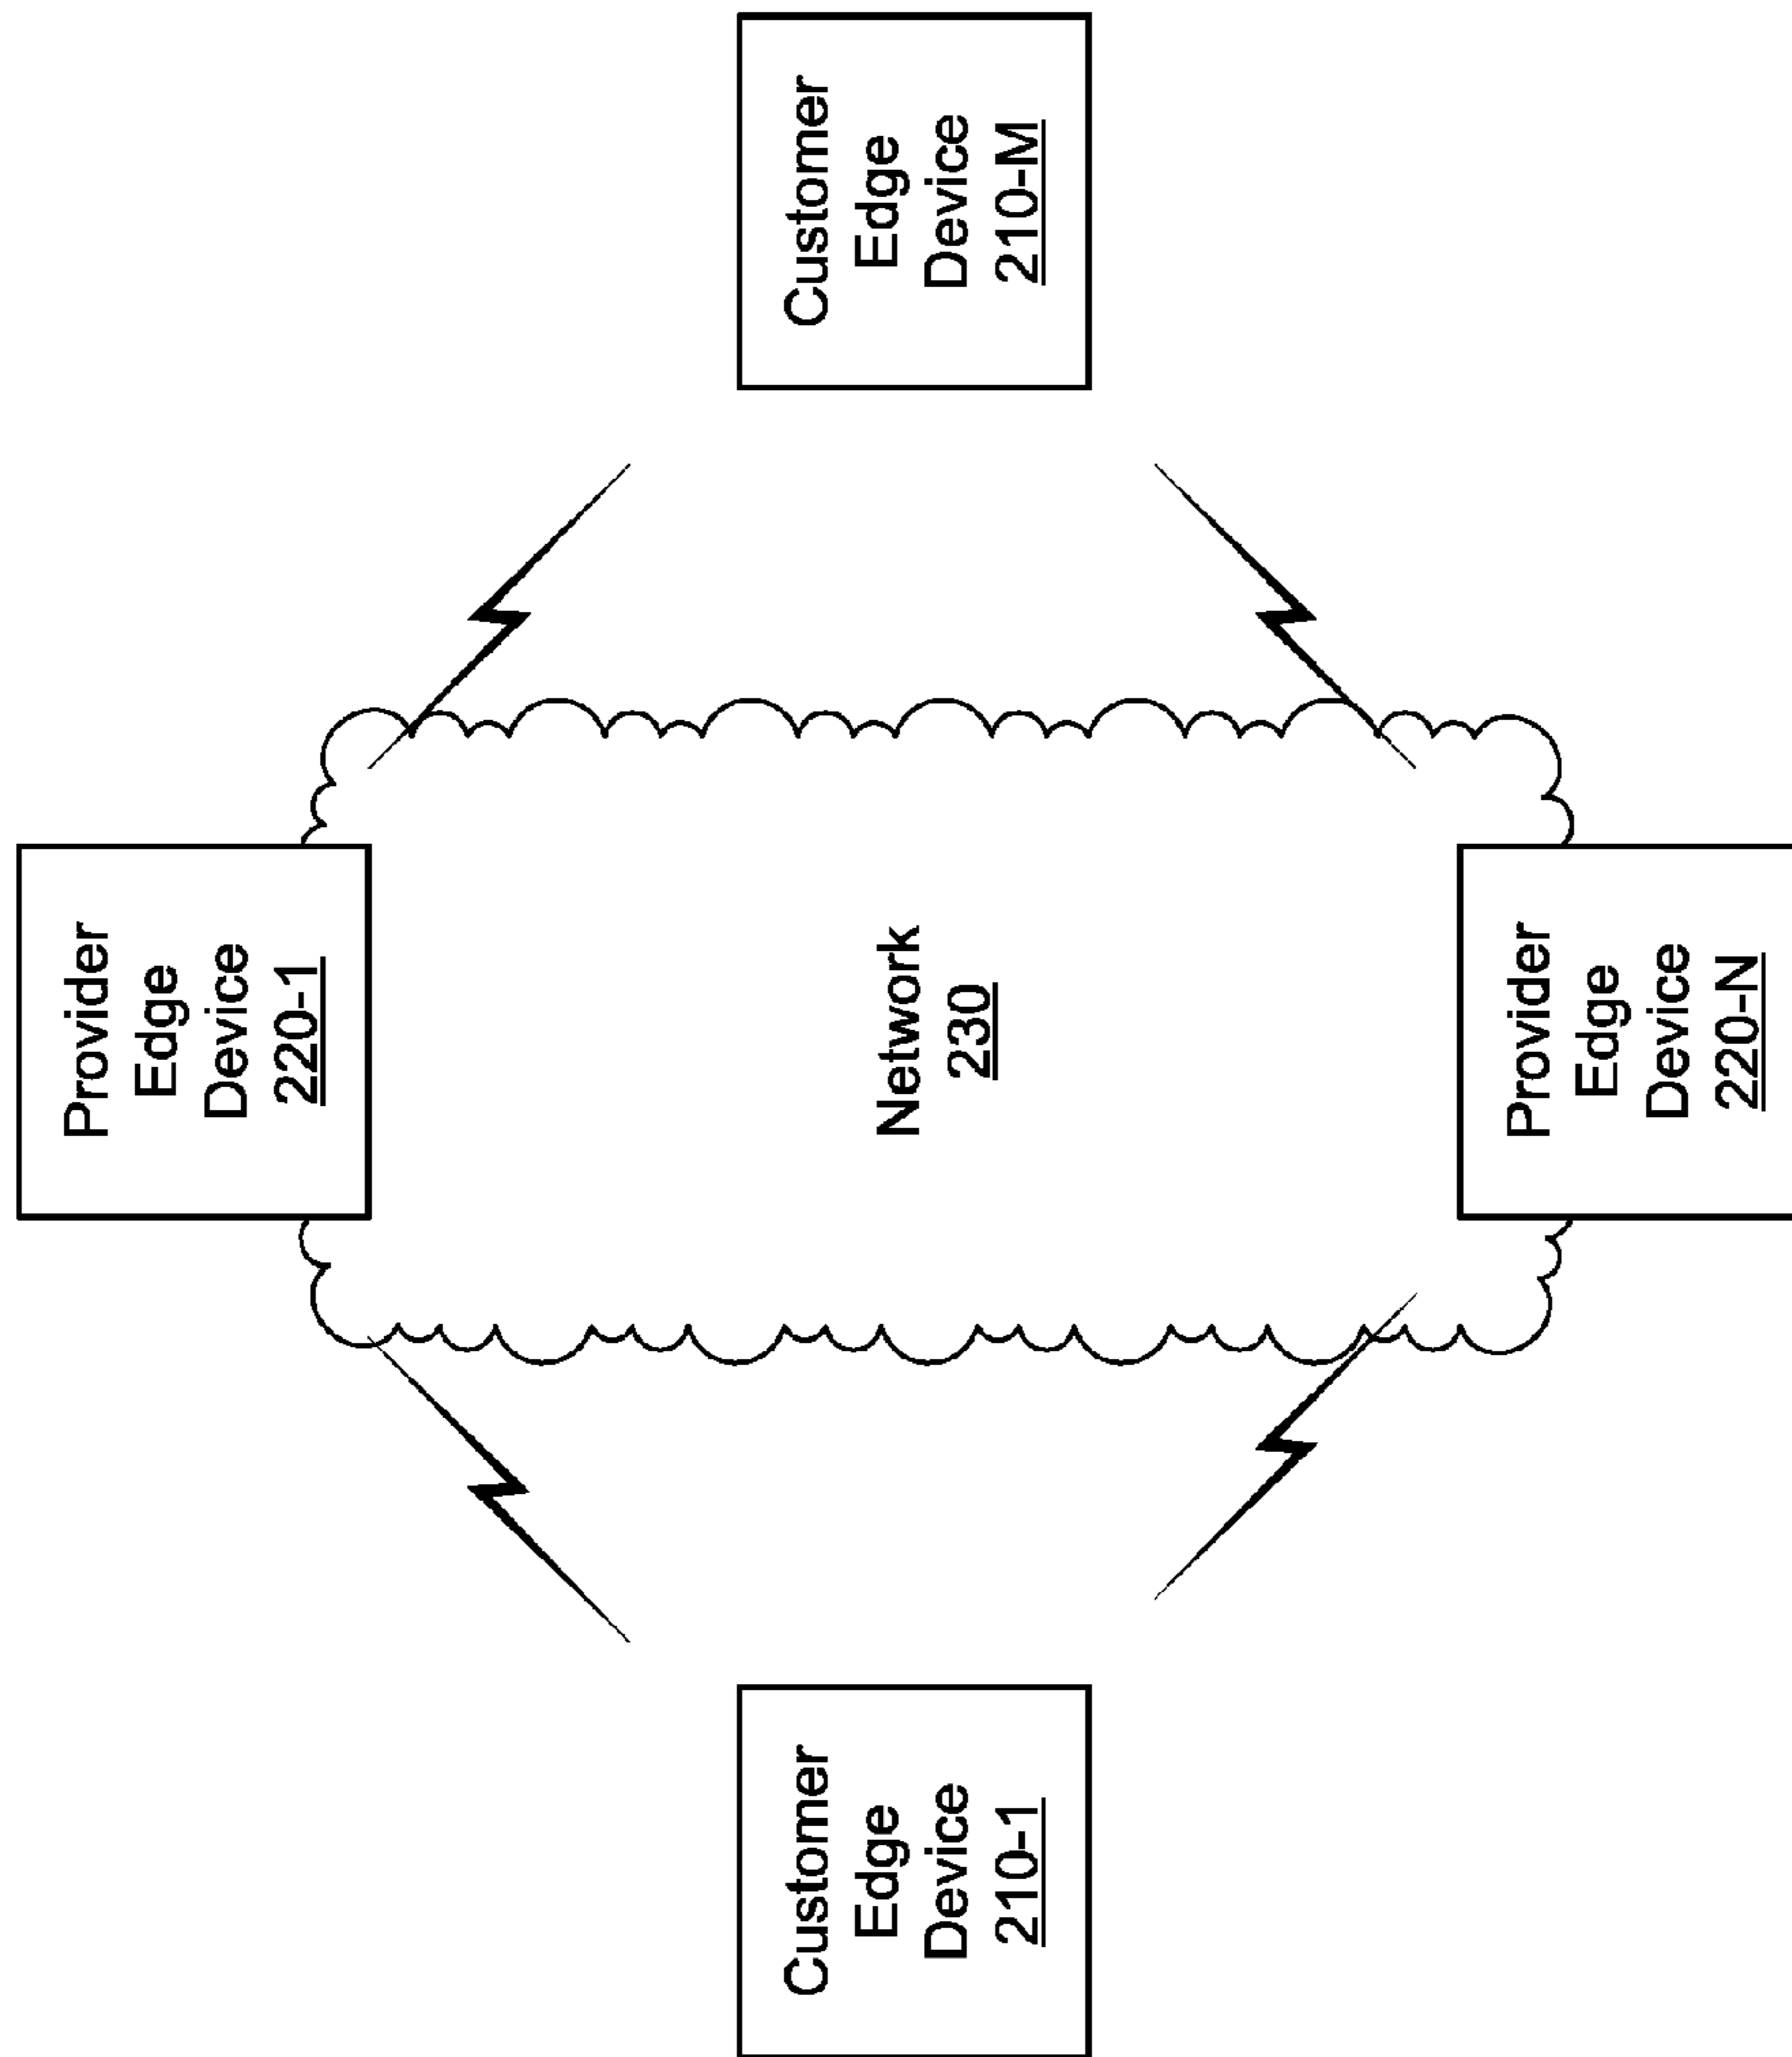 Provider
Edge
Device
220-1
Customer
Edge
Device
210-1
Network
230
Customer
Edge
Device
210-M
Provider
Edge
Device
220-N